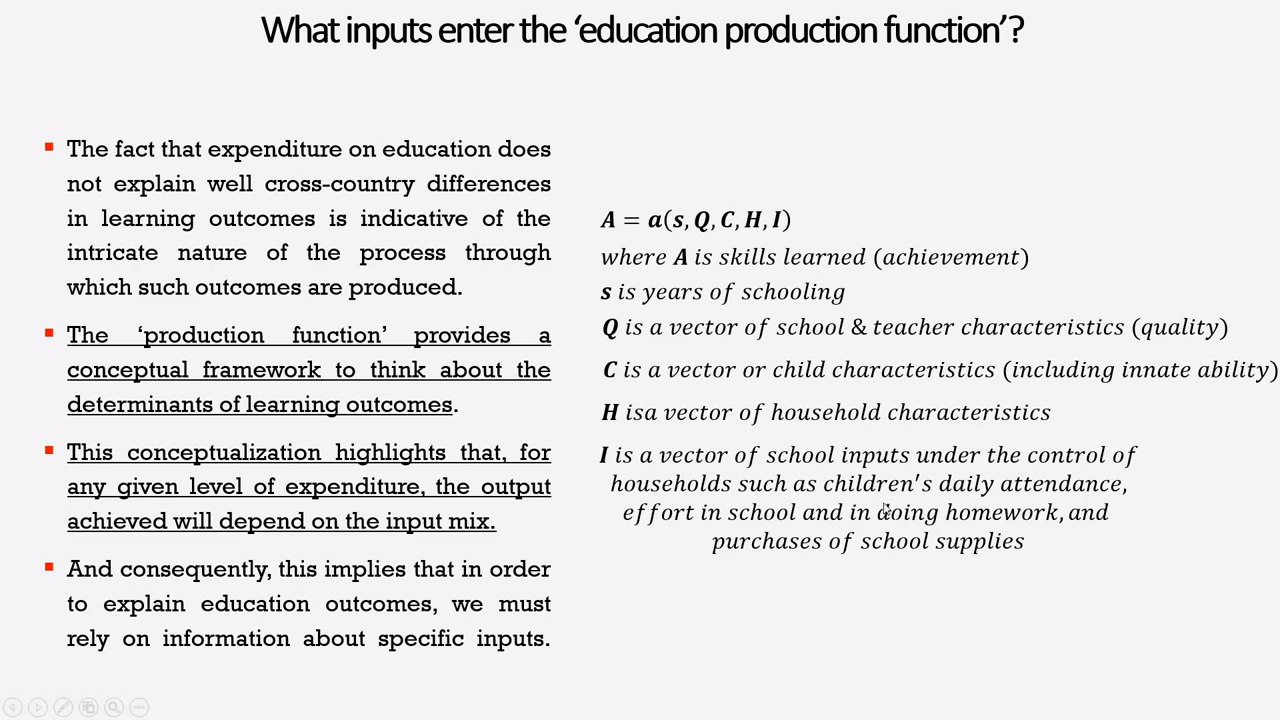 What inputs enter the ‘education production function’?
The fact that expenditure on education does
not explain well cross-country differences
in learning outcomes is indicative of the
intricate nature of the process through
which such outcomes are produced.
The ‘production function’ provides a
conceptual framework to think about the
determinants of learning outcomes.
This conceptualization highlights that, for
any given level of expenditure, the output
achieved will depend on the input mix.
And consequently, this implies that in order
to explain education outcomes, we must
rely on information about specific inputs.
A = a(s, Q, C, H, I)
where A is skills learned (achievement)
s is years of schooling
Q is a vector of school & teacher characteristics (quality)
C is a vector or child characteristics (including innate ability)
H isa vector of household characteristics
I is a vector of school inputs under the control of
households such as children′s daily attendance,
effort in school and in doing homework, and
purchases of school supplies